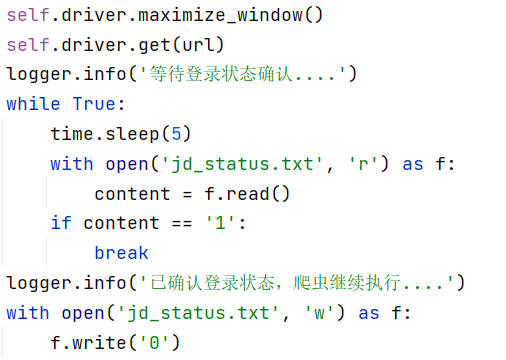 self.driver.maximize_window()
self.driver.get(url)
logger.info('等待登录状态确认....')
while True:
    time.sleep(5)
    with open('jd_status.txt', 'r') as f:
        content = f.read()
    if content == '1':
        break
logger.info('已确认登录状态，爬虫继续执行....')
with open('jd_status.txt', 'w') as f:
    f.write('0')